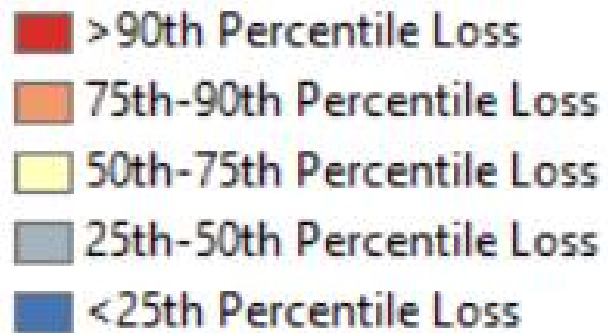 >90th Percentile Loss
75th-90th Percentile Loss
50th-75th Percentile Loss
25th-50th Percentile Loss
<25th Percentile Loss